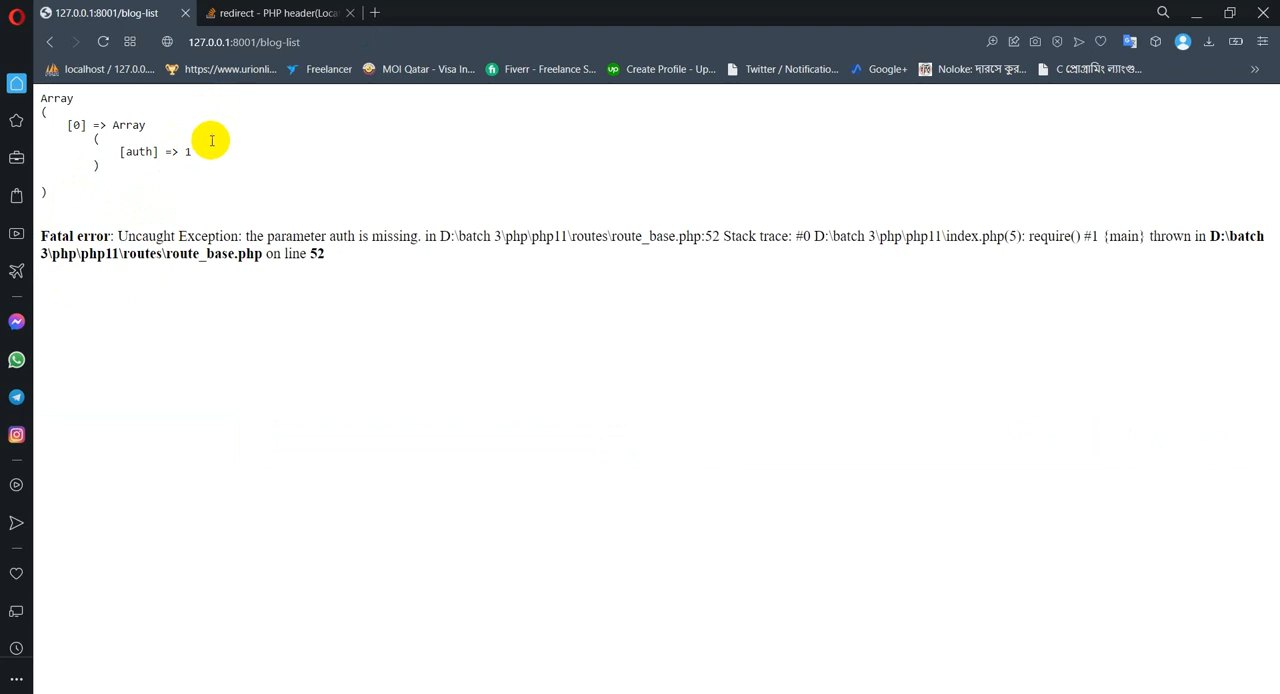 127.0.0.1:8001/blog-list
redirect - PHP header(Loca
127.0.0.1:8001/blog-list
localhost / 127.0.0....
https://www.urionli...
Freelancer
MOI Qatar - Visa In...
Fiverr - Freelance S...
Create Profile - Up...
Twitter / Notificatio...
Google+
Noloke: দারসে কুর...
C প্রোগ্রামিং ল্যাংগু...
Array
(
[0] => Array
(
[auth] => 1
)
)
Fatal error: Uncaught Exception: the parameter auth is missing. in D:\batch 3\php\php11\routes\route_base.php:52 Stack trace: #0 D:\batch 3\php\php11\index.php(5): require() #1 {main} thrown in D:\batch
3\php\php11\routes\route_base.php on line 52